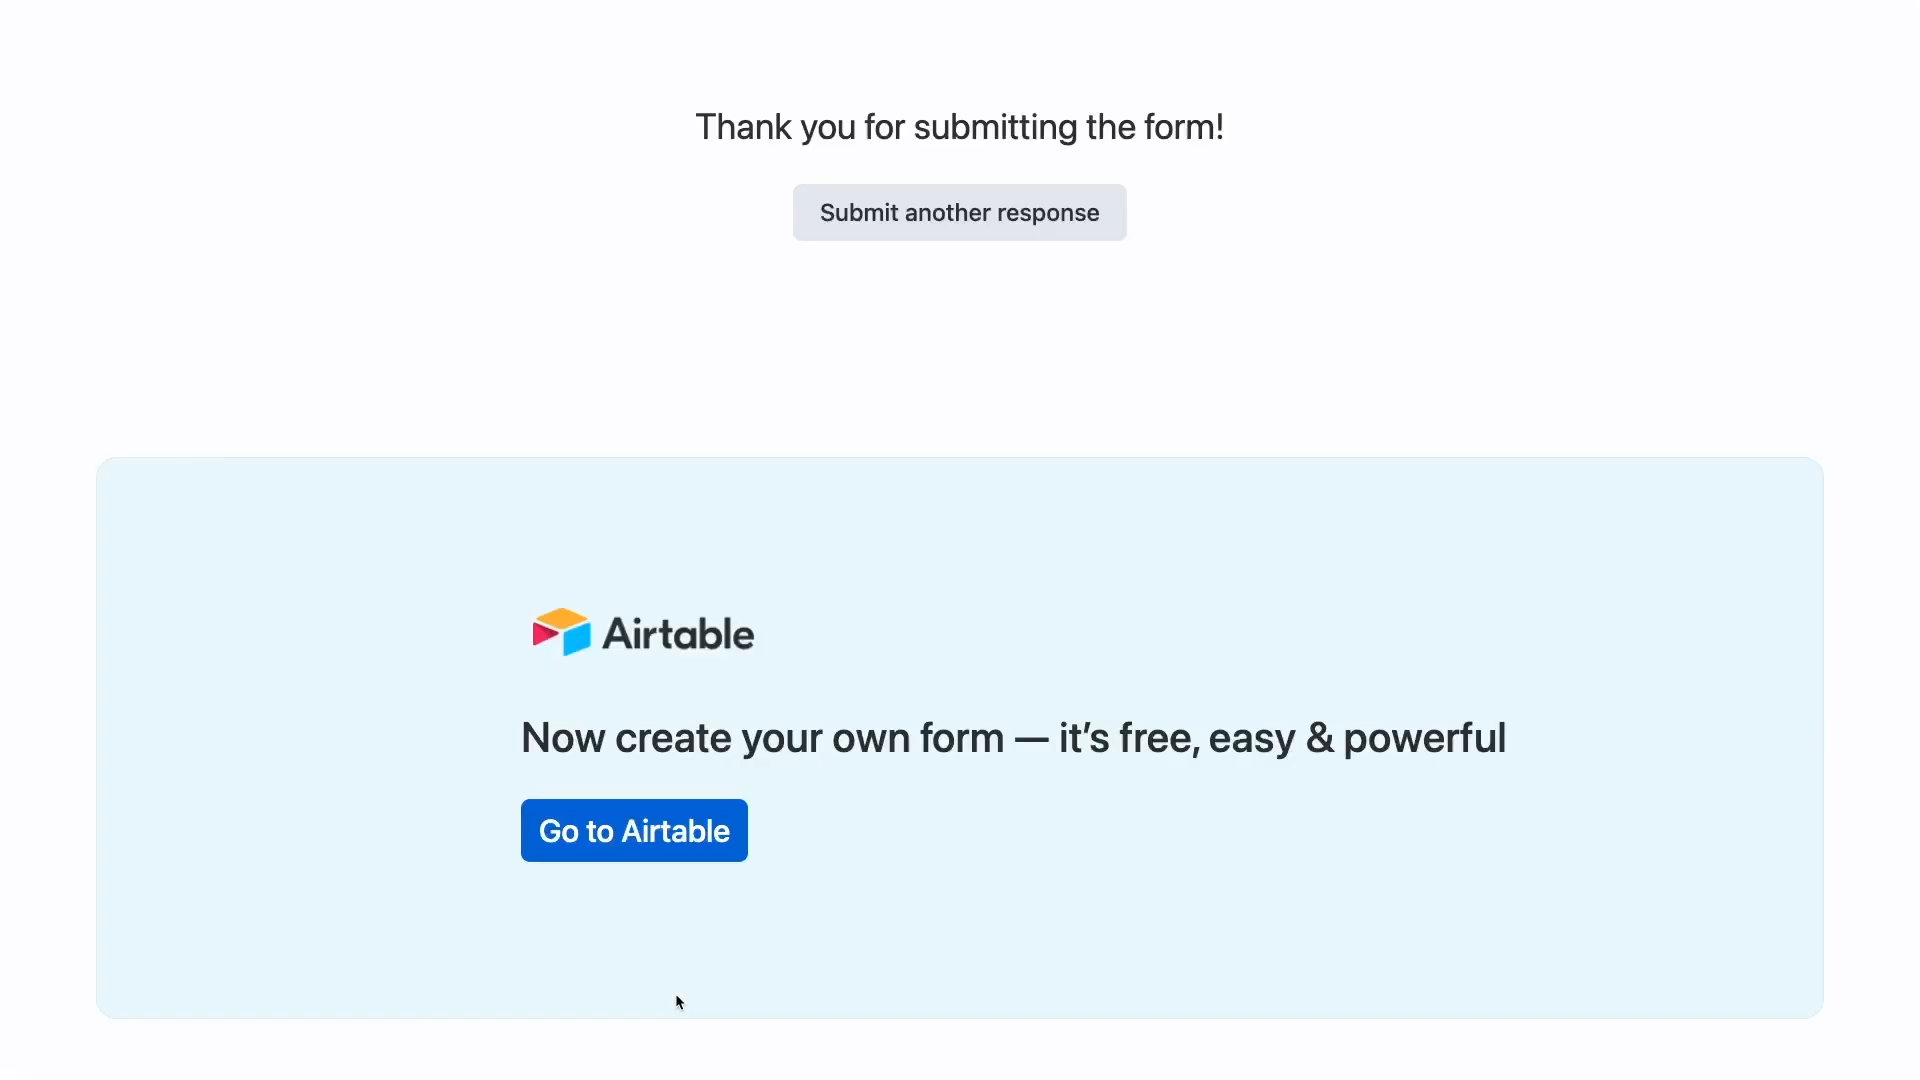 Thank you for submitting the form!
Submit another response
Airtable
Now create your own form — it’s free, easy & powerful
Go to Airtable